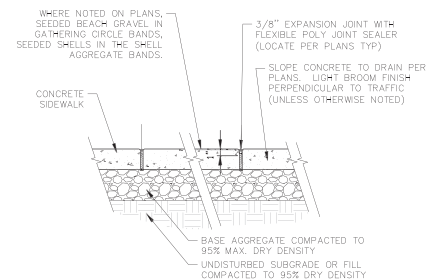 WHERE NOTED ON PLANS,
SEEDED BEACH GRAVEL IN
GATHERING CIRCLE BANDS,
SEEDED SHELLS IN THE SHELL
AGGREGATE BANDS.
CONCRETE
SIDEWALK
3/8" EXPANSION JOINT WITH
FLEXIBLE POLY JOINT SEALER
(LOCATE PER PLANS TYP)
SLOPE CONCRETE TO DRAIN PER
PLANS. LIGHT BROOM FINISH
PERPENDICULAR TO TRAFFIC
(UNLESS OTHERWISE NOTED)
BASE AGGREGATE COMPACTED TO
95% MAX. DRY DENSITY
UNDISTURBED SUBGRADE OR FILL
COMPACTED TO 95% DRY DENSITY